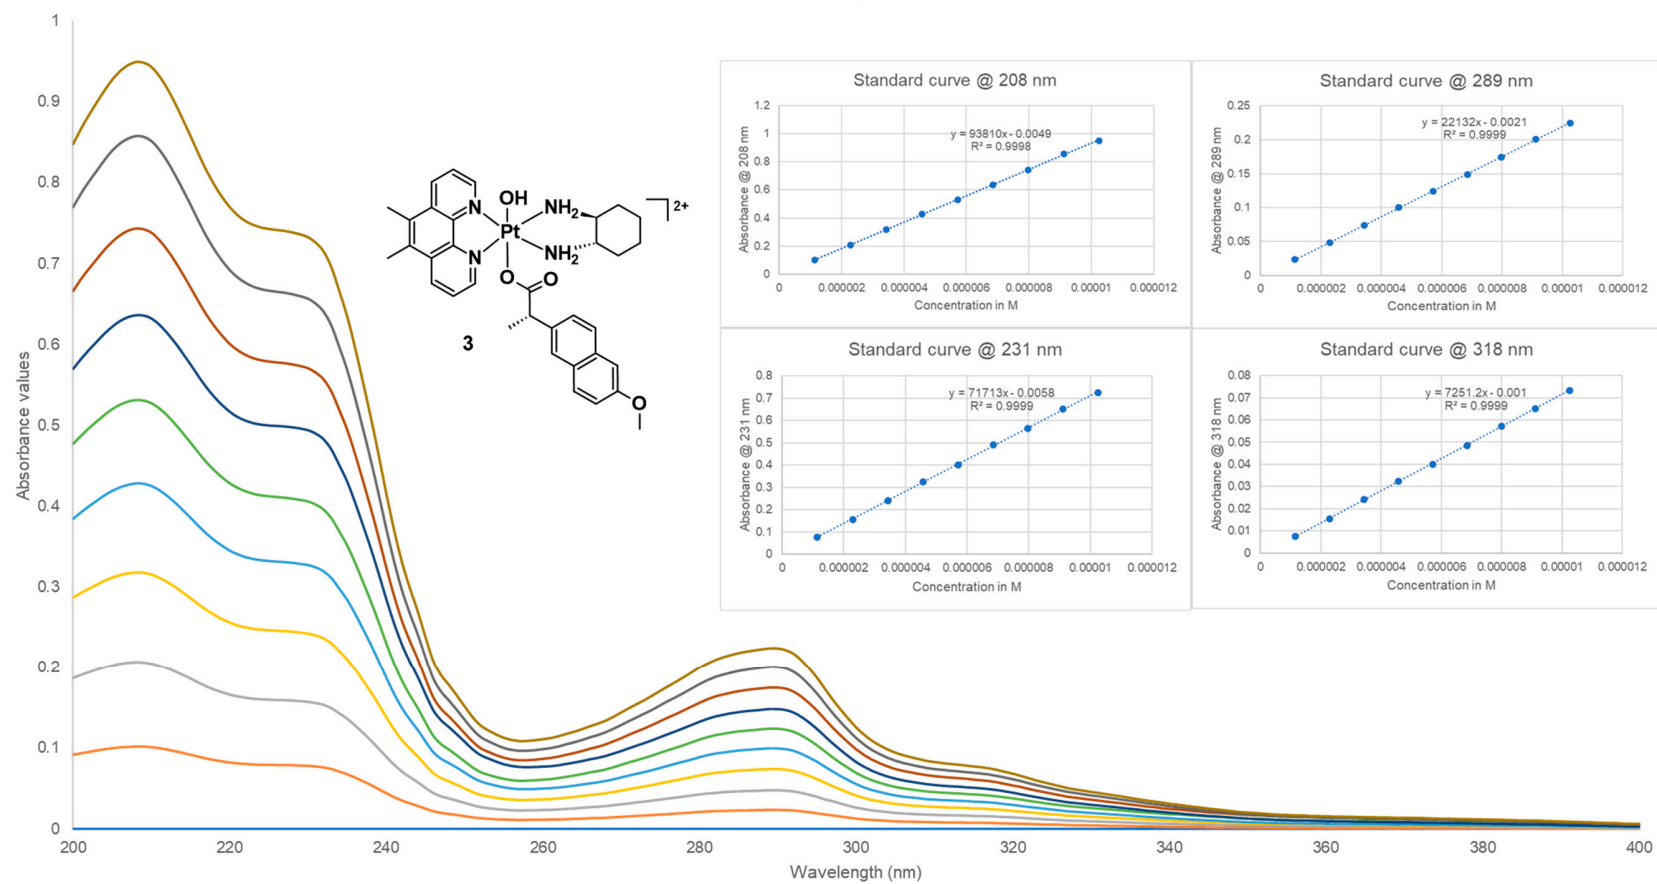 Absorbance values
1
0.9
0.8
0.7
0.6
0.5
0.4
0.3
0.2
0.1
0
200
220
240
260
280
300
320
340
360
380
400
Wavelength (nm)
OH
N
NH2
Pt
N
NH2
2+
O
O
3
O
Standard curve @ 208 nm
Absorbance @ 208 nm
1.2
1
0.8
0.6
0.4
0.2
0
y = 93810x - 0.0049
R² = 0.9998
0
0.000002
0.000004
0.000006
0.000008
0.00001
0.000012
Concentration in M
Standard curve @ 289 nm
Absorbance @ 289 nm
0.25
0.2
0.15
0.1
0.05
0
y = 22132x - 0.0021
R² = 0.9999
0
0.000002
0.000004
0.000006
0.000008
0.00001
0.000012
Concentration in M
Standard curve @ 231 nm
Absorbance @ 231 nm
0.8
0.7
0.6
0.5
0.4
0.3
0.2
0.1
0
y = 71713x - 0.0058
R² = 0.9999
0
0.000002
0.000004
0.000006
0.000008
0.00001
0.000012
Concentration in M
Standard curve @ 318 nm
Absorbance @ 318 nm
0.08
0.07
0.06
0.05
0.04
0.03
0.02
0.01
0
y = 7251.2x - 0.001
R² = 0.9999
0
0.000002
0.000004
0.000006
0.000008
0.00001
0.000012
Concentration in M